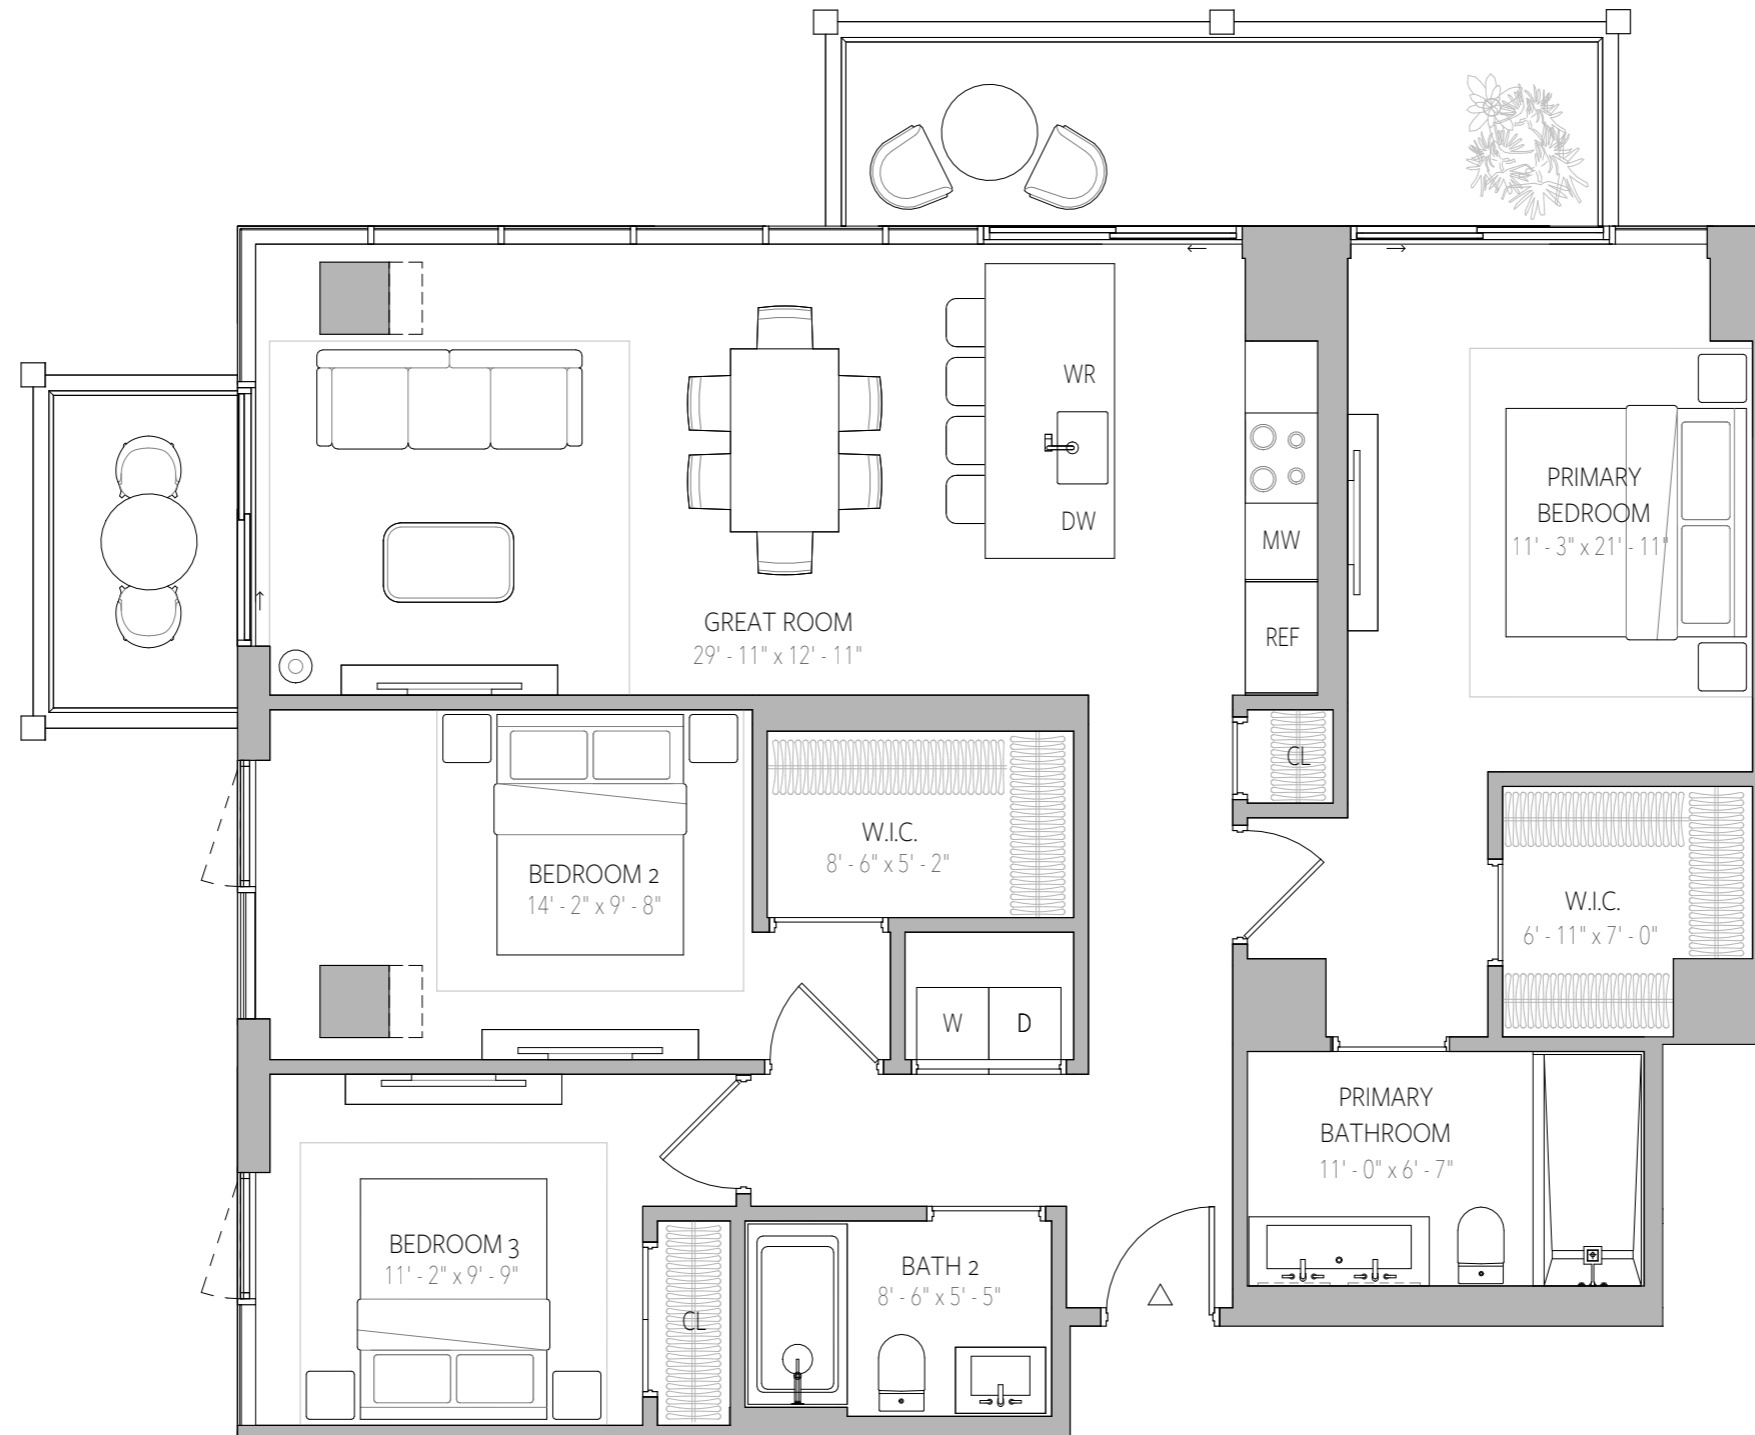 WR
DW
MW
REF
GREAT ROOM
29' - 11" x 12' - 11"
PRIMARY
BEDROOM
11' - 3" x 21' - 11"
CL
W.I.C.
8' - 6" x 5' - 2"
BEDROOM 2
14' - 2" x 9' - 8"
W.I.C.
6' - 11" x 7' - 0"
W
D
PRIMARY
BATHROOM
11' - 0" x 6' - 7"
BEDROOM 3
11' - 2" x 9' - 9"
CL
BATH 2
8' - 6" x 5' - 5"